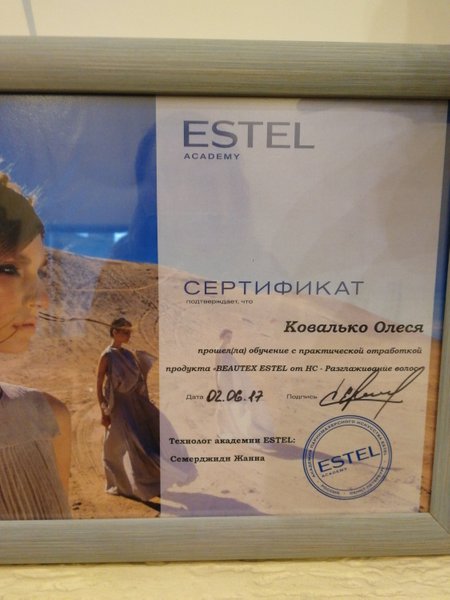 ESTEL
ACADEMY
СЕРТИФИКАТ
подтверждает, что
Ковалько Олеся
прошел(ла) обучение с практической отработкой
продукта «BEAUTEX ESTEL от НС - Разглаживание волос
Дата 02.06.17 Подпись
Технолог академии ESTEL:
Семерджиди Жанна
ESTEL
ACADEMY